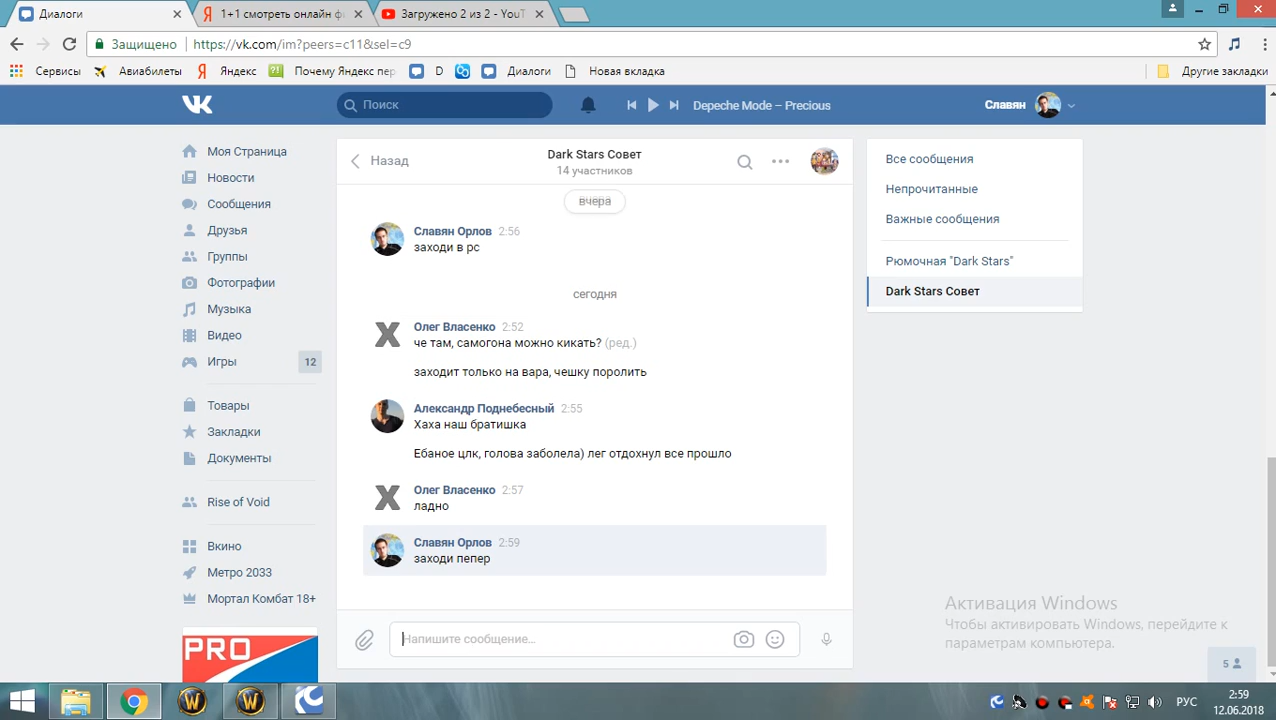 Диалоги
1+1 смотреть онлайн ф
Загружено 2 из 2 - YouT
Защищено
https://vk.com/im?peers=c11&sel=c9
Сервисы
Авиабилеты
Яндекс
Почему Яндекс пер
D
Диалоги
Новая вкладка
Другие закладки
Поиск
Depeche Mode – Precious
Славян
Моя Страница
Новости
Сообщения
Друзья
Группы
Фотографии
Музыка
Видео
Игры
12
Товары
Закладки
Документы
Rise of Void
Вкино
Метро 2033
Мортал Комбат 18+
PRO
Назад
Dark Stars Совет
14 участников
вчера
Славян Орлов 2:56
заходи в рс
сегодня
Олег Власенко 2:52
че там, самогона можно кикать? (ред.)
заходит только на вара, чешку поролить
Александр Поднебесный 2:55
Хаха наш братишка
Ебаное цлк, голова заболела) лег отдохнул все прошло
Олег Власенко 2:57
ладно
Славян Орлов 2:59
заходи пепер
Напишите сообщение...
Все сообщения
Непрочитанные
Важные сообщения
Рюмочная "Dark Stars"
Dark Stars Совет
Активация Windows
Чтобы активировать Windows, перейдите к
параметрам компьютера.
5
РУС
2:59
12.06.2018